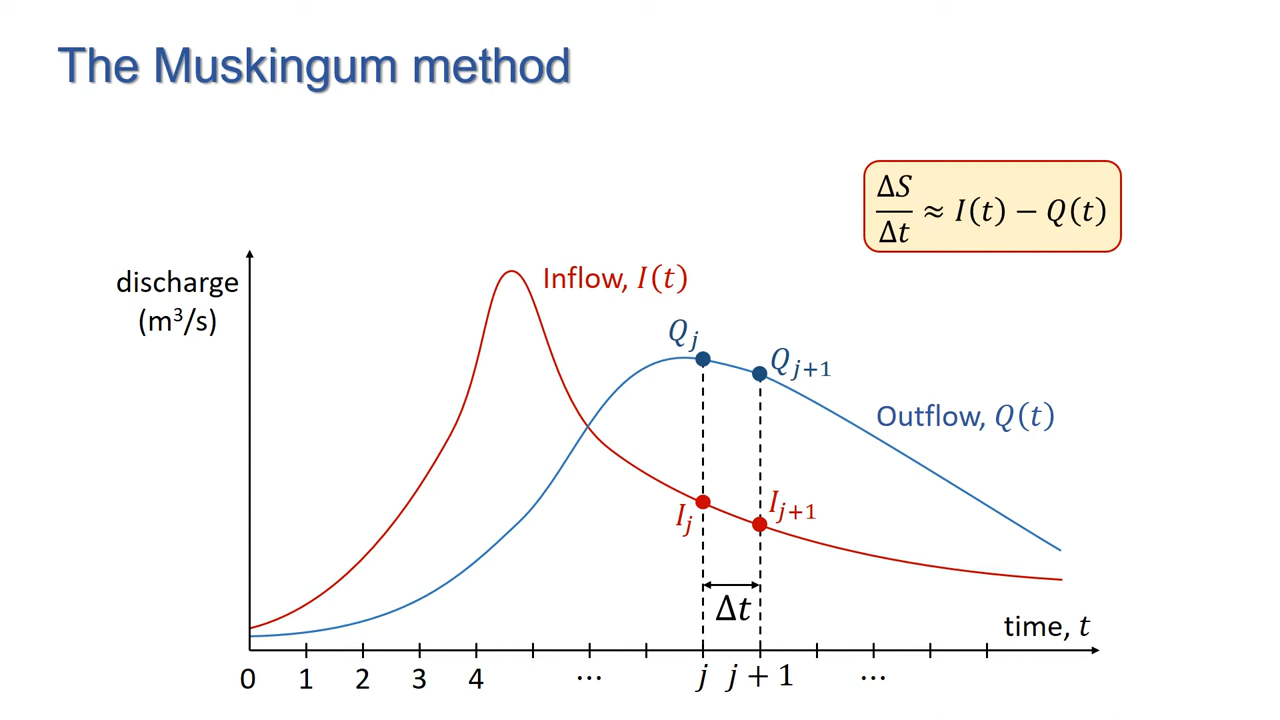 The Muskingum method
ΔS/Δt ≈ I(t) − Q(t)
discharge
(m³/s)
Inflow, I(t)
Q_j
Q_{j+1}
Outflow, Q(t)
I_j
I_{j+1}
Δt
time, t
0 1 2 3 4 ... j j + 1 ...